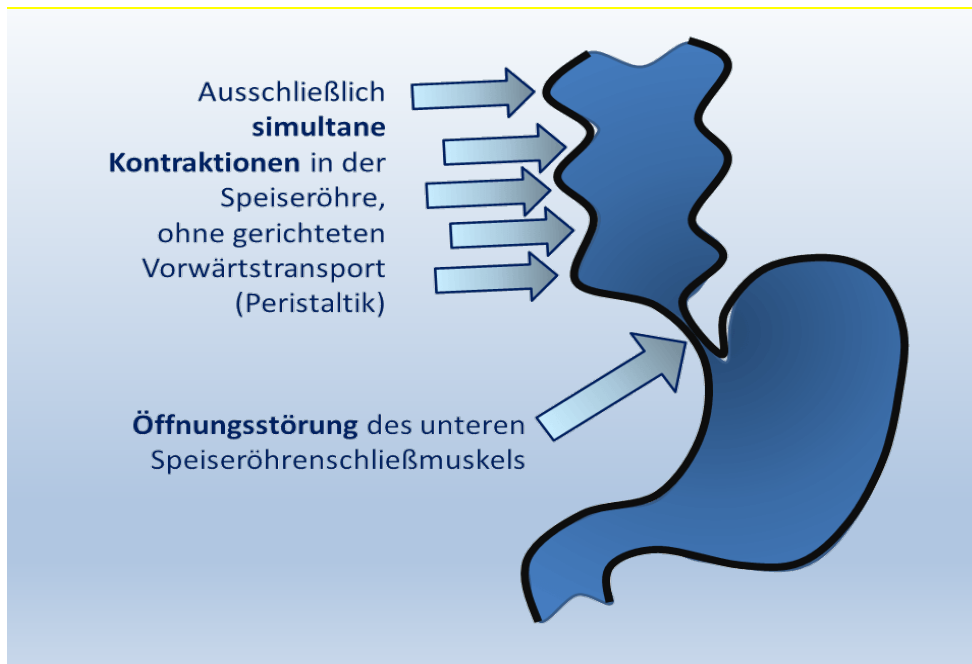 Ausschließlich
simultane
Kontraktionen in der
Speiseröhre,
ohne gerichteten
Vorwärtstransport
(Peristaltik)
Öffnungsstörung des unteren
Speiseröhrenschließmuskels